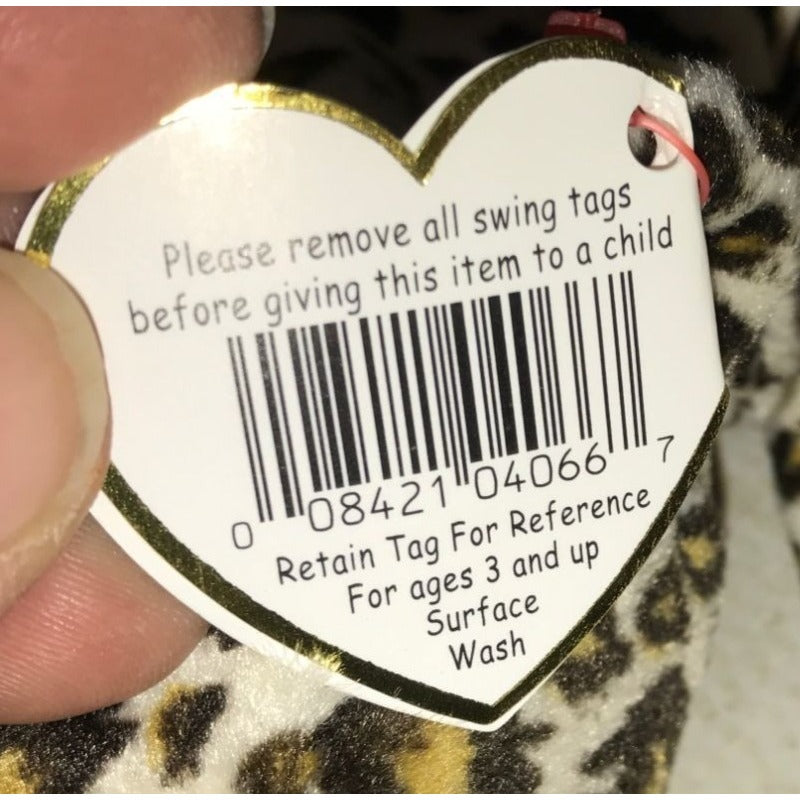 Please remove all swing tags
before giving this item to a child
0 08421 04066 7
Retain Tag For Reference
For ages 3 and up
Surface
Wash